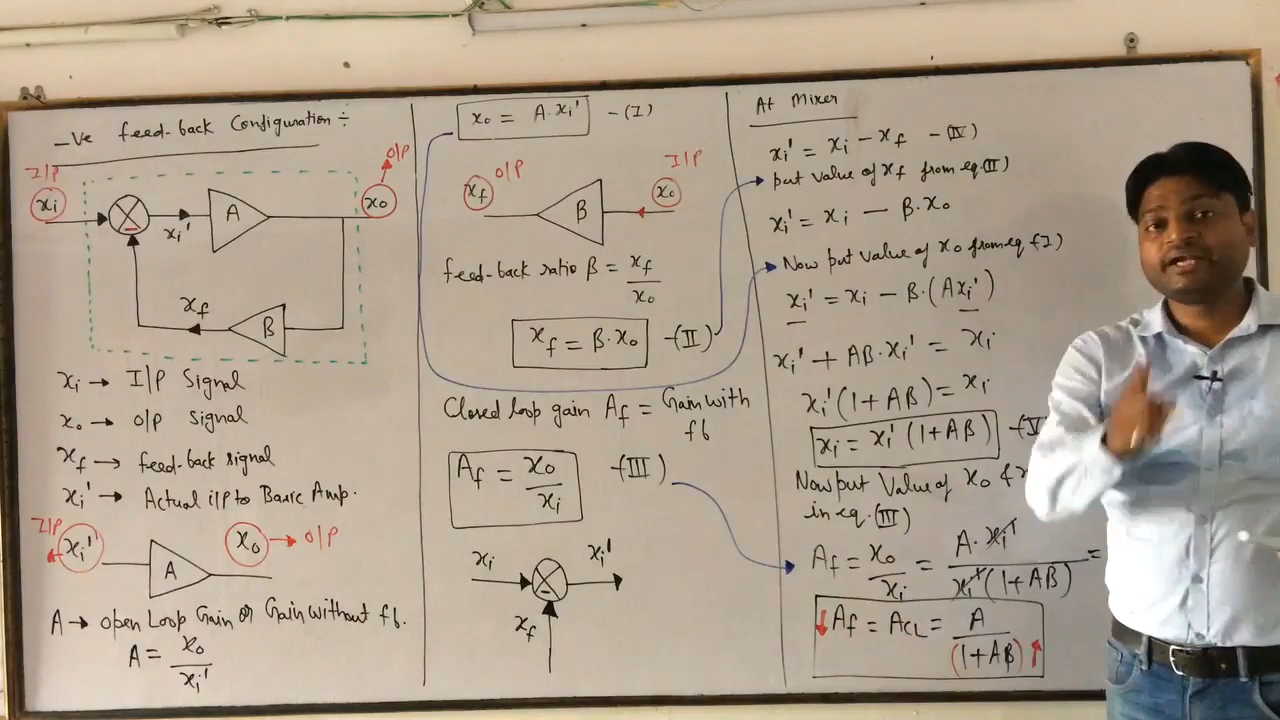 -Ve feed-back Configuration ÷
I|P
xi
O|P
xo
xi'
A
xf
β
xi → I|P Signal
xo → O|P Signal
xf → feed-back signal
xi' → Actual i|p to Basic Amp.
I|P
xi'
xo → O|P
A
A → open Loop Gain or Gain without fb.
A = xo/xi'
xo = A·xi' -(I)
xf O|P
I|P xo
β
feed-back ratio β = xf/xo
xf = β·xo -(II)
Closed loop gain Af = Gain with fb
Af = xo/xi -(III)
xi
xi'
xf
At Mixer
xi' = xi - xf -(IV)
put value of xf from eq.(II)
xi' = xi - β·xo
Now put value of xo from eq (I)
xi' = xi - β·(Axi')
xi' + Aβ·xi' = xi
xi'(1+Aβ) = xi
xi = xi'(1+Aβ) -(V
Now put Value of xo &
in eq.(III)
Af = xo/xi = A·xi'/xi'(1+Aβ) =
↓Af = ACL = A/(1+Aβ)↑